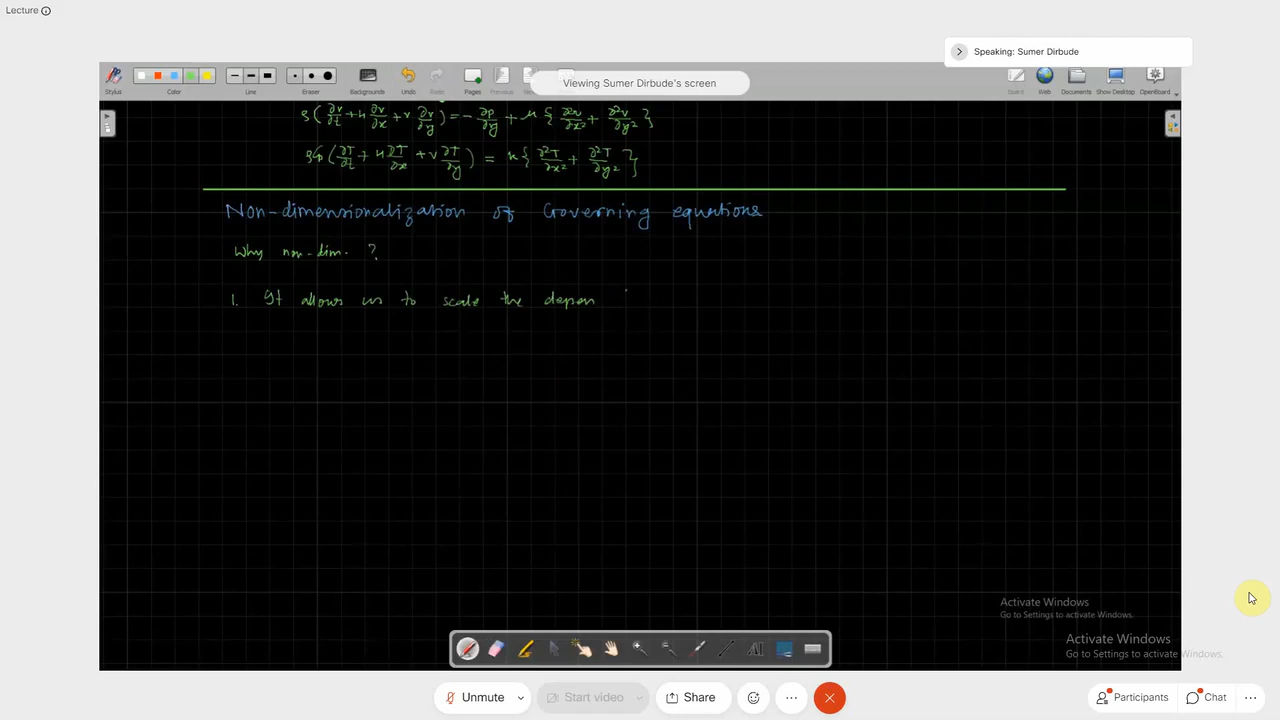 Lecture
Speaking: Sumer Dirbude
Viewing Sumer Dirbude's screen
Stylus Color Line Eraser Backgrounds Undo Redo Pages Previous Board Web Documents Show Desktop OpenBoard
ρ(∂v/∂t + u ∂v/∂x + v ∂v/∂y) = -∂p/∂y + μ{∂²v/∂x² + ∂²v/∂y²}
ρCp(∂T/∂t + u ∂T/∂x + v ∂T/∂y) = κ{∂²T/∂x² + ∂²T/∂y²}
Non-dimensionalization of Governing equations
Why non-dim. ?
1. It allows us to scale the depen
Activate Windows
Go to Settings to activate Windows.
Activate Windows
Go to Settings to activate Windows.
Unmute Start video Share Participants Chat